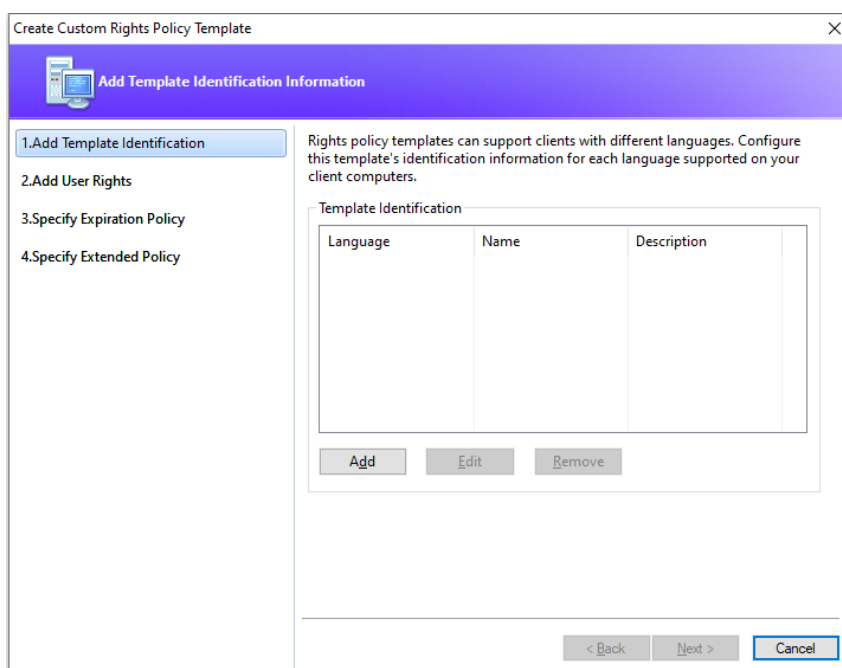 Create Custom Rights Policy Template
Add Template Identification Information
1.Add Template Identification
2.Add User Rights
3.Specify Expiration Policy
4.Specify Extended Policy
Rights policy templates can support clients with different languages. Configure
this template's identification information for each language supported on your
client computers.
Template Identification
Language Name Description
Add Edit Remove
< Back Next > Cancel